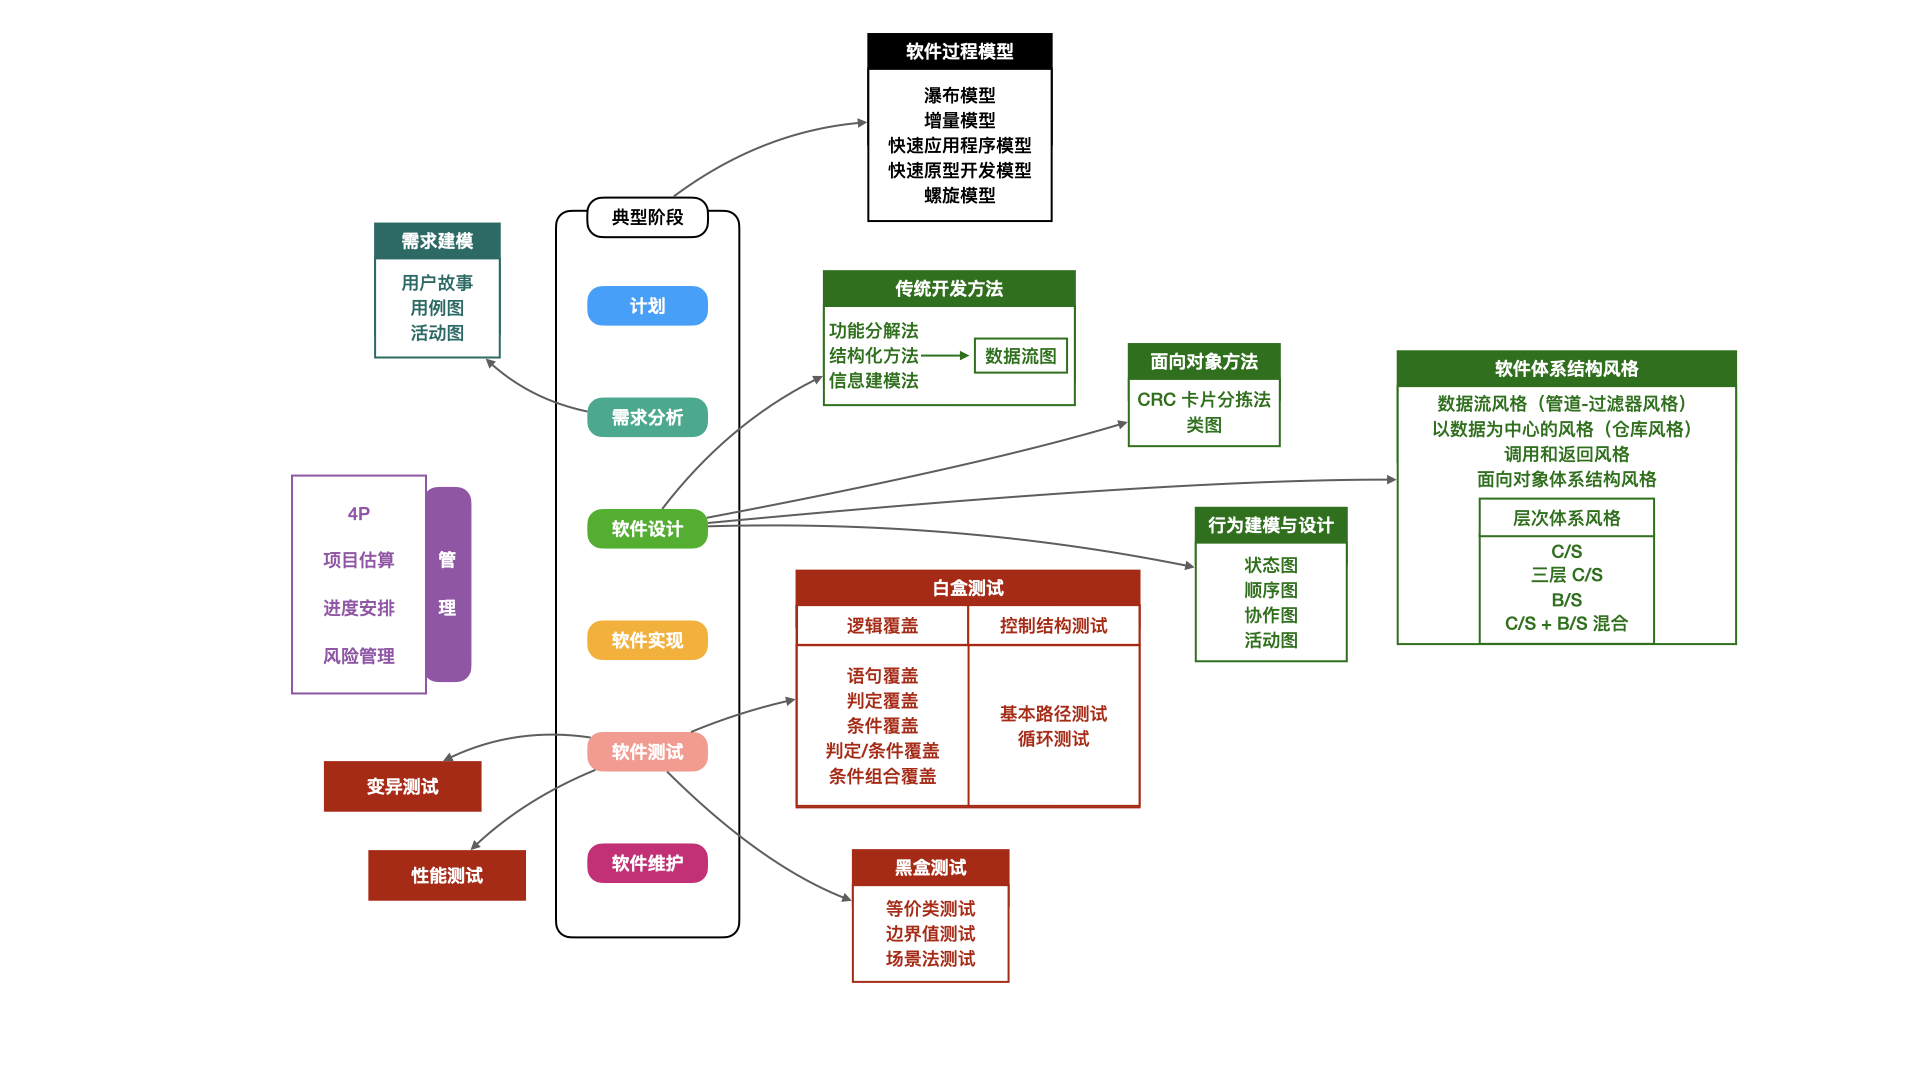 软件过程模型
瀑布模型
增量模型
快速应用程序模型
快速原型开发模型
螺旋模型
典型阶段
计划
需求分析
软件设计
软件实现
软件测试
软件维护
需求建模
用户故事
用例图
活动图
传统开发方法
功能分解法
结构化方法
信息建模法
数据流图
面向对象方法
CRC 卡片分拣法
类图
软件体系结构风格
数据流风格（管道-过滤器风格）
以数据为中心的风格（仓库风格）
调用和返回风格
面向对象体系结构风格
层次体系风格
C/S
三层 C/S
B/S
C/S + B/S 混合
行为建模与设计
状态图
顺序图
协作图
活动图
4P
项目估算
进度安排
风险管理
管
理
白盒测试
逻辑覆盖
控制结构测试
语句覆盖
判定覆盖
条件覆盖
判定/条件覆盖
条件组合覆盖
基本路径测试
循环测试
变异测试
性能测试
黑盒测试
等价类测试
边界值测试
场景法测试